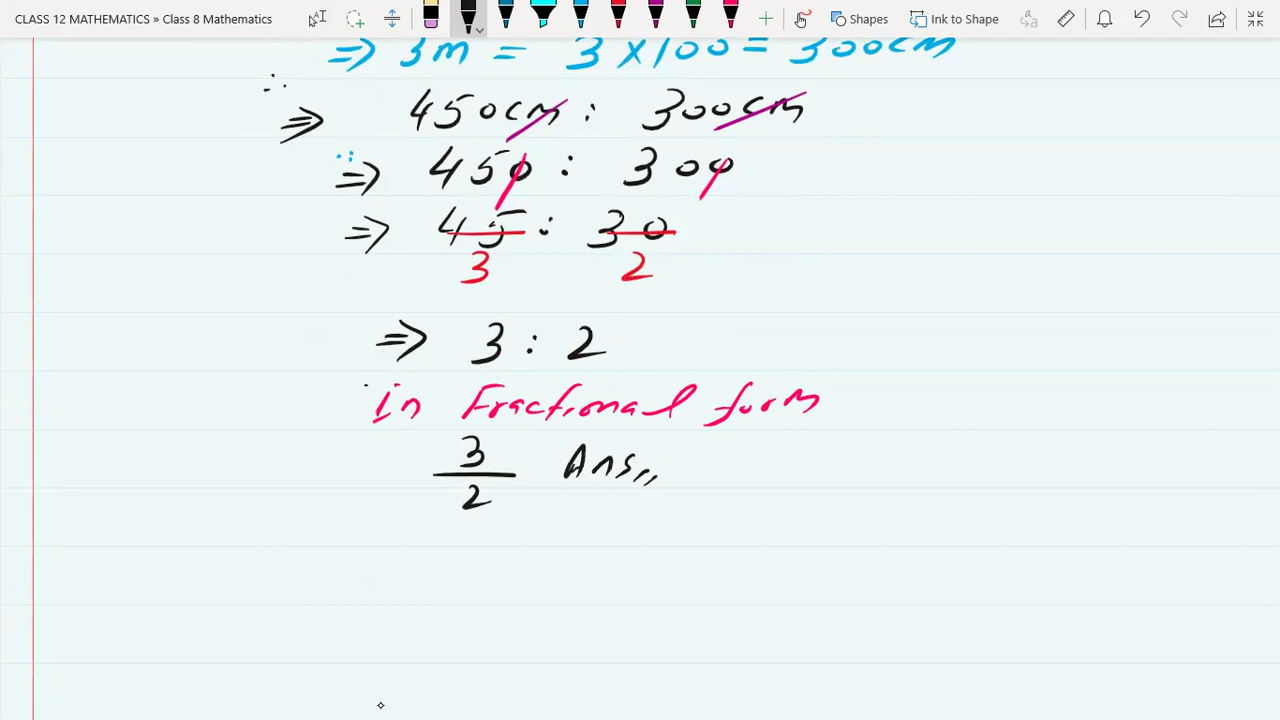 CLASS 12 MATHEMATICS » Class 8 Mathematics Shapes Ink to Shape
⇒ 3m = 3 × 100 = 300cm
∴
⇒ 450cm : 300cm
∵ ⇒ 450 : 300
⇒ 45 : 30
3 2
⇒ 3 : 2
in Fractional form
3
2
Ans,,